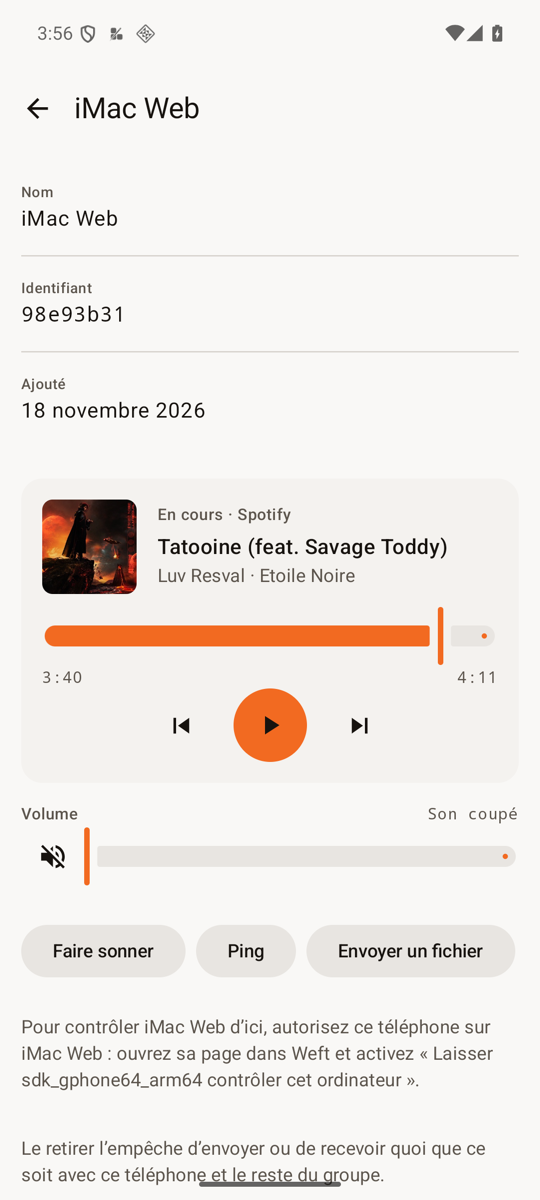 3:56
iMac Web
Nom
iMac Web
Identifiant
98e93b31
Ajouté
18 novembre 2026
En cours · Spotify
Tatooine (feat. Savage Toddy)
Luv Resval · Etoile Noire
3:40
4:11
Volume
Son coupé
Faire sonner
Ping
Envoyer un fichier
Pour contrôler iMac Web d’ici, autorisez ce téléphone sur
iMac Web : ouvrez sa page dans Weft et activez « Laisser
sdk_gphone64_arm64 contrôler cet ordinateur ».
Le retirer l’empêche d’envoyer ou de recevoir quoi que ce
soit avec ce téléphone et le reste du groupe.